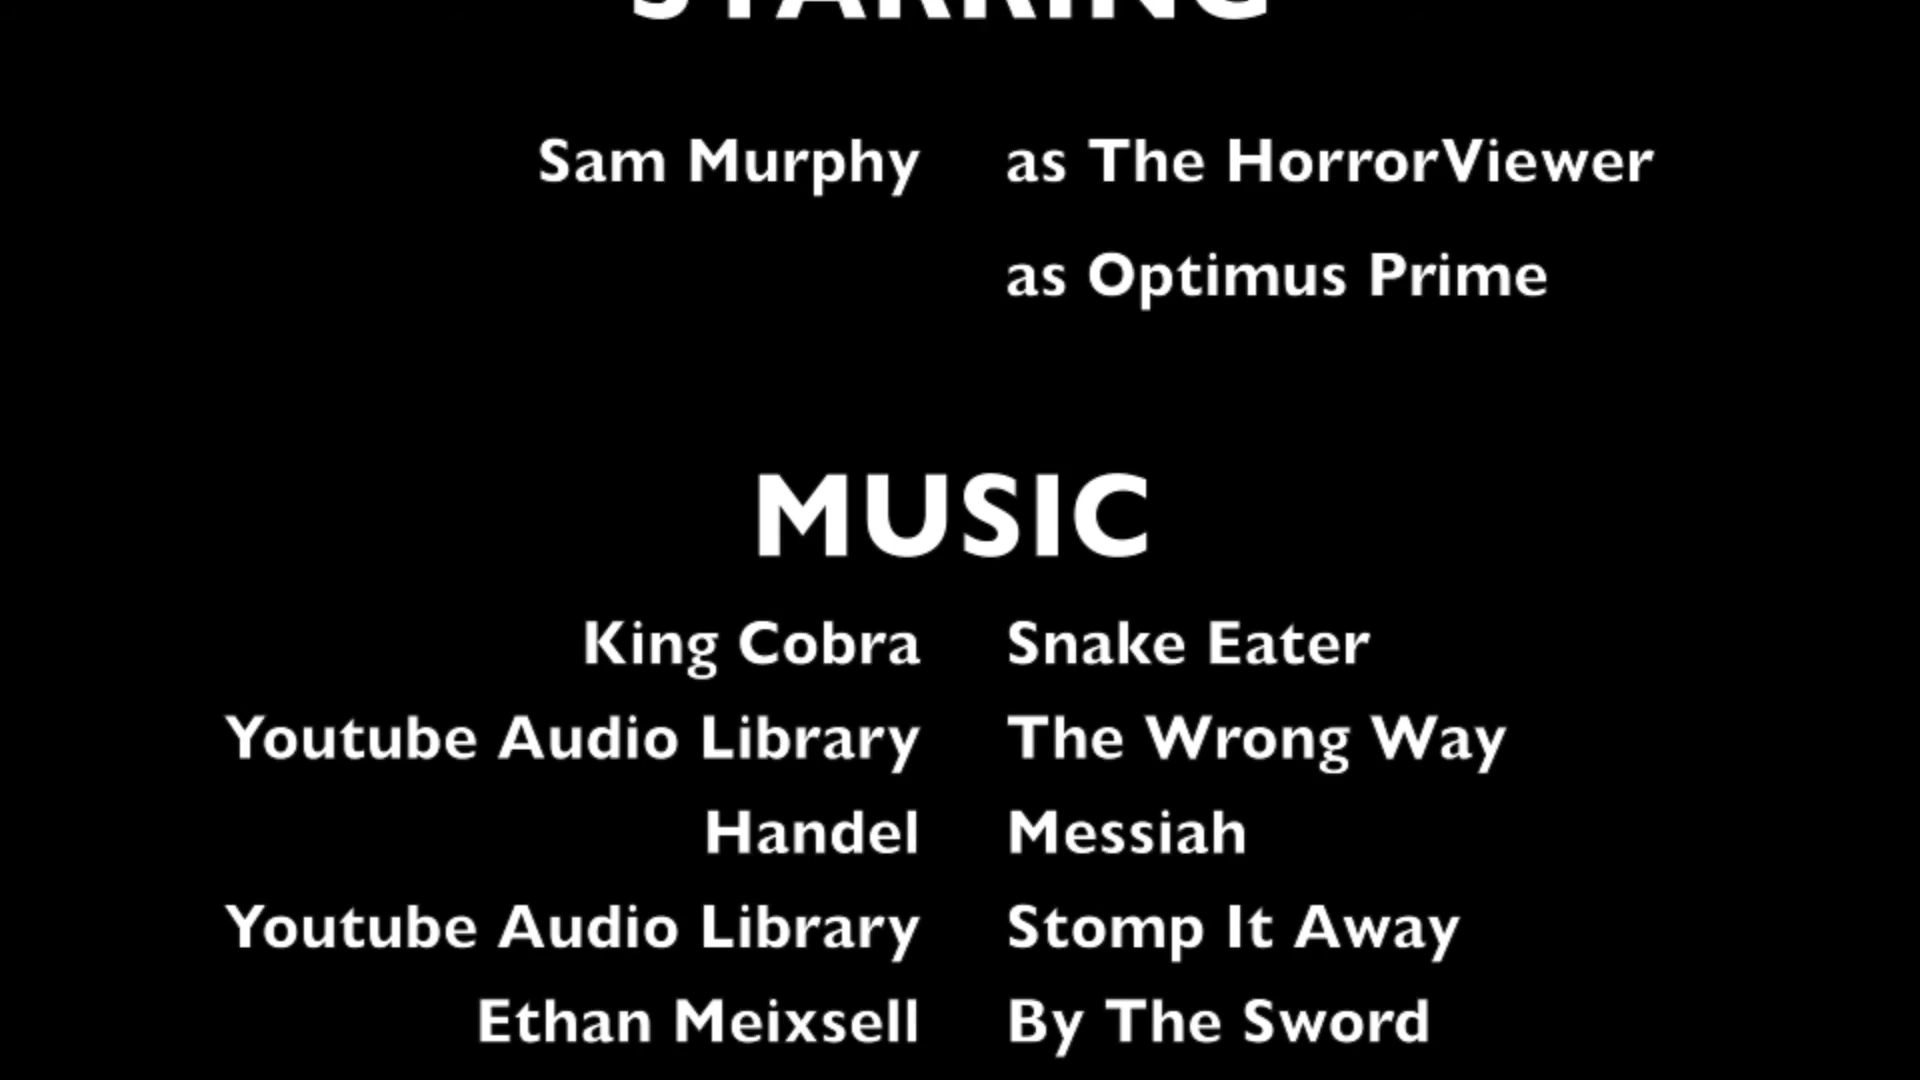 STARRING
Sam Murphy as The HorrorViewer
as Optimus Prime
MUSIC
King Cobra Snake Eater
Youtube Audio Library The Wrong Way
Handel Messiah
Youtube Audio Library Stomp It Away
Ethan Meixsell By The Sword